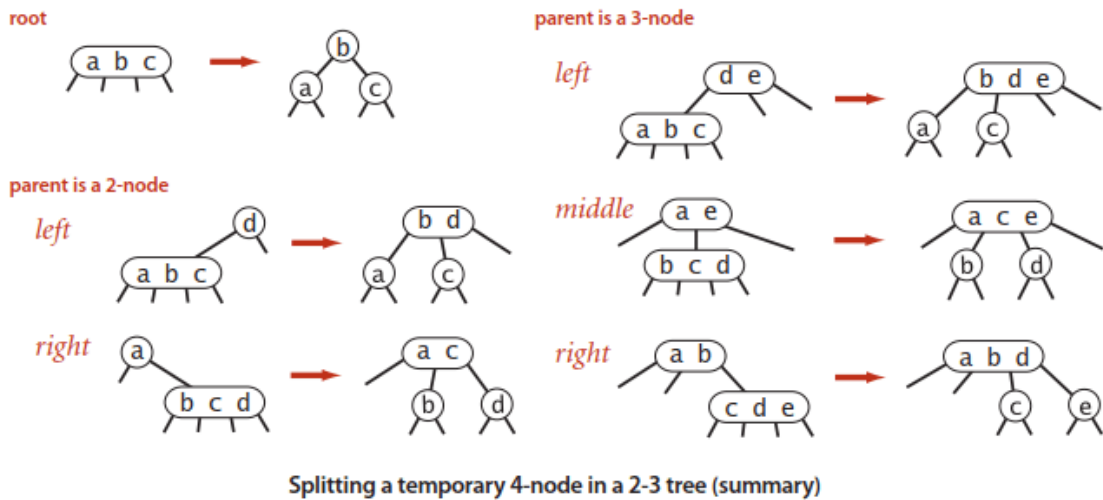 root
a b c
b
a
c
parent is a 2-node
left
d
a b c
b d
a
c
right
a
b c d
a c
b
d
parent is a 3-node
left
d e
a b c
b d e
a
c
middle
a e
b c d
a c e
b
d
right
a b
c d e
a b d
c
e
Splitting a temporary 4-node in a 2-3 tree (summary)